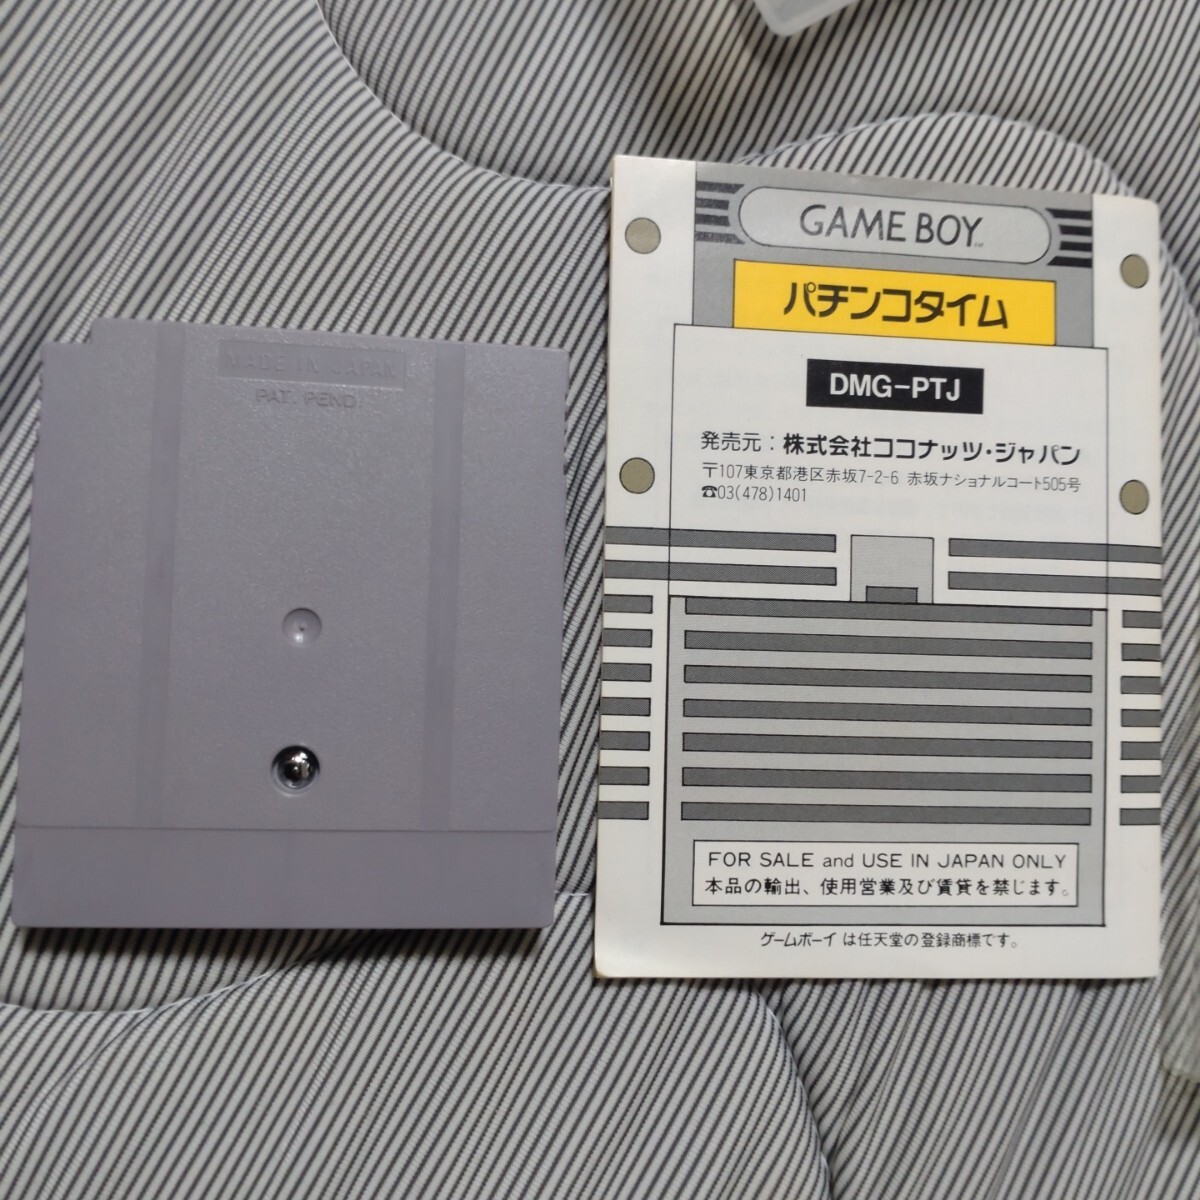 MADE IN JAPAN
PAT. PEND.
GAME BOY™
パチンコタイム
DMG-PTJ
発売元：株式会社ココナッツ・ジャパン
〒107東京都港区赤坂7-2-6 赤坂ナショナルコート505号
☎03(478)1401
FOR SALE and USE IN JAPAN ONLY
本品の輸出、使用営業及び賃貸を禁じます。
ゲームボーイ は任天堂の登録商標です。